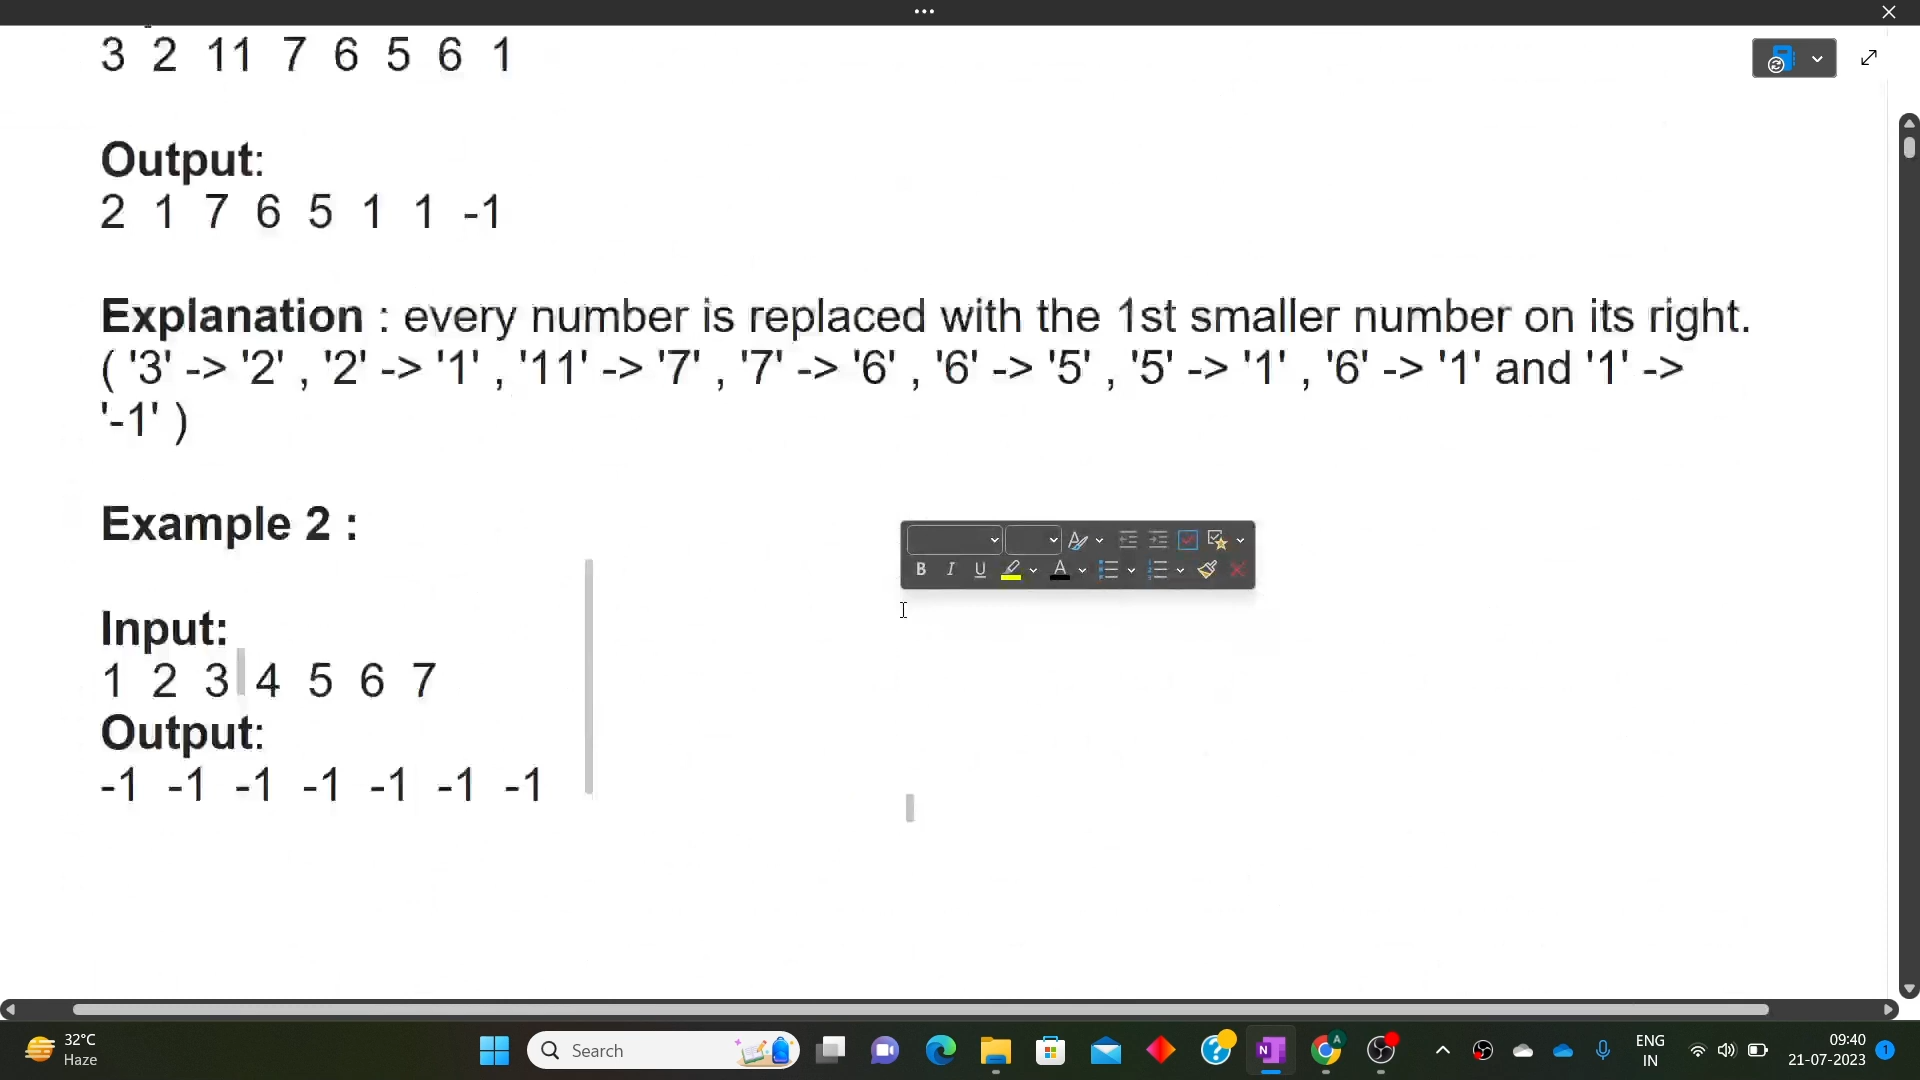 3 2 11 7 6 5 6 1
Output:
2 1 7 6 5 1 1 -1
Explanation : every number is replaced with the 1st smaller number on its right.
( '3' -> '2' , '2' -> '1' , '11' -> '7' , '7' -> '6' , '6' -> '5' , '5' -> '1' , '6' -> '1' and '1' ->
'-1' )
Example 2 :
B I U A
Input:
1 2 3 4 5 6 7
Output:
-1 -1 -1 -1 -1 -1 -1
32°C
Haze
Search
ENG
IN
09:40
21-07-2023
1